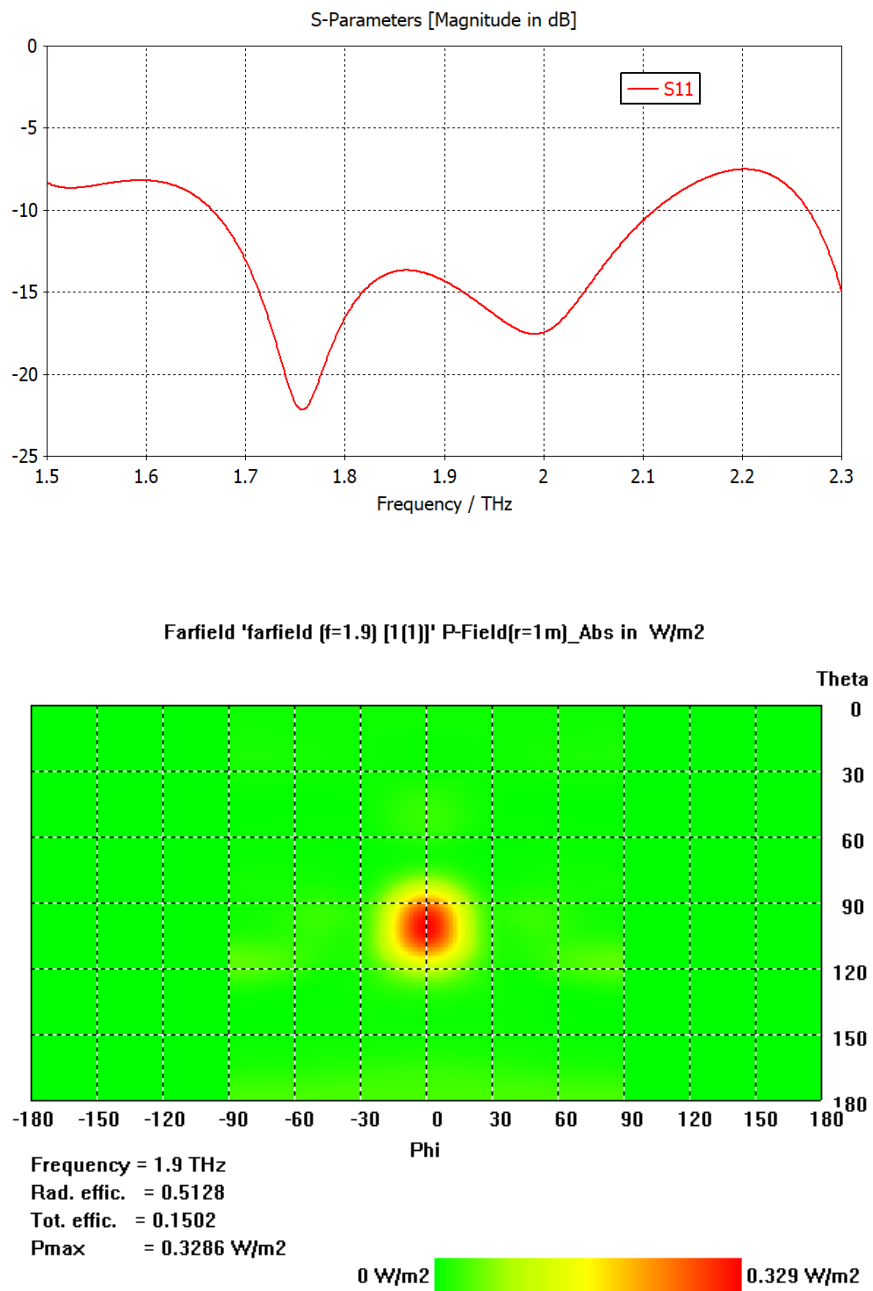 S-Parameters [Magnitude in dB]
0
S11
-5
-10
-15
-20
-25
1.5 1.6 1.7 1.8 1.9 2 2.1 2.2 2.3
Frequency / THz
Farfield 'farfield (f=1.9) [1(1)]' P-Field(r=1m)_Abs in W/m2
Theta
0
30
60
90
120
150
180
-180 -150 -120 -90 -60 -30 0 30 60 90 120 150 180
Phi
Frequency = 1.9 THz
Rad. effic. = 0.5128
Tot. effic. = 0.1502
Pmax = 0.3286 W/m2
0 W/m2 0.329 W/m2